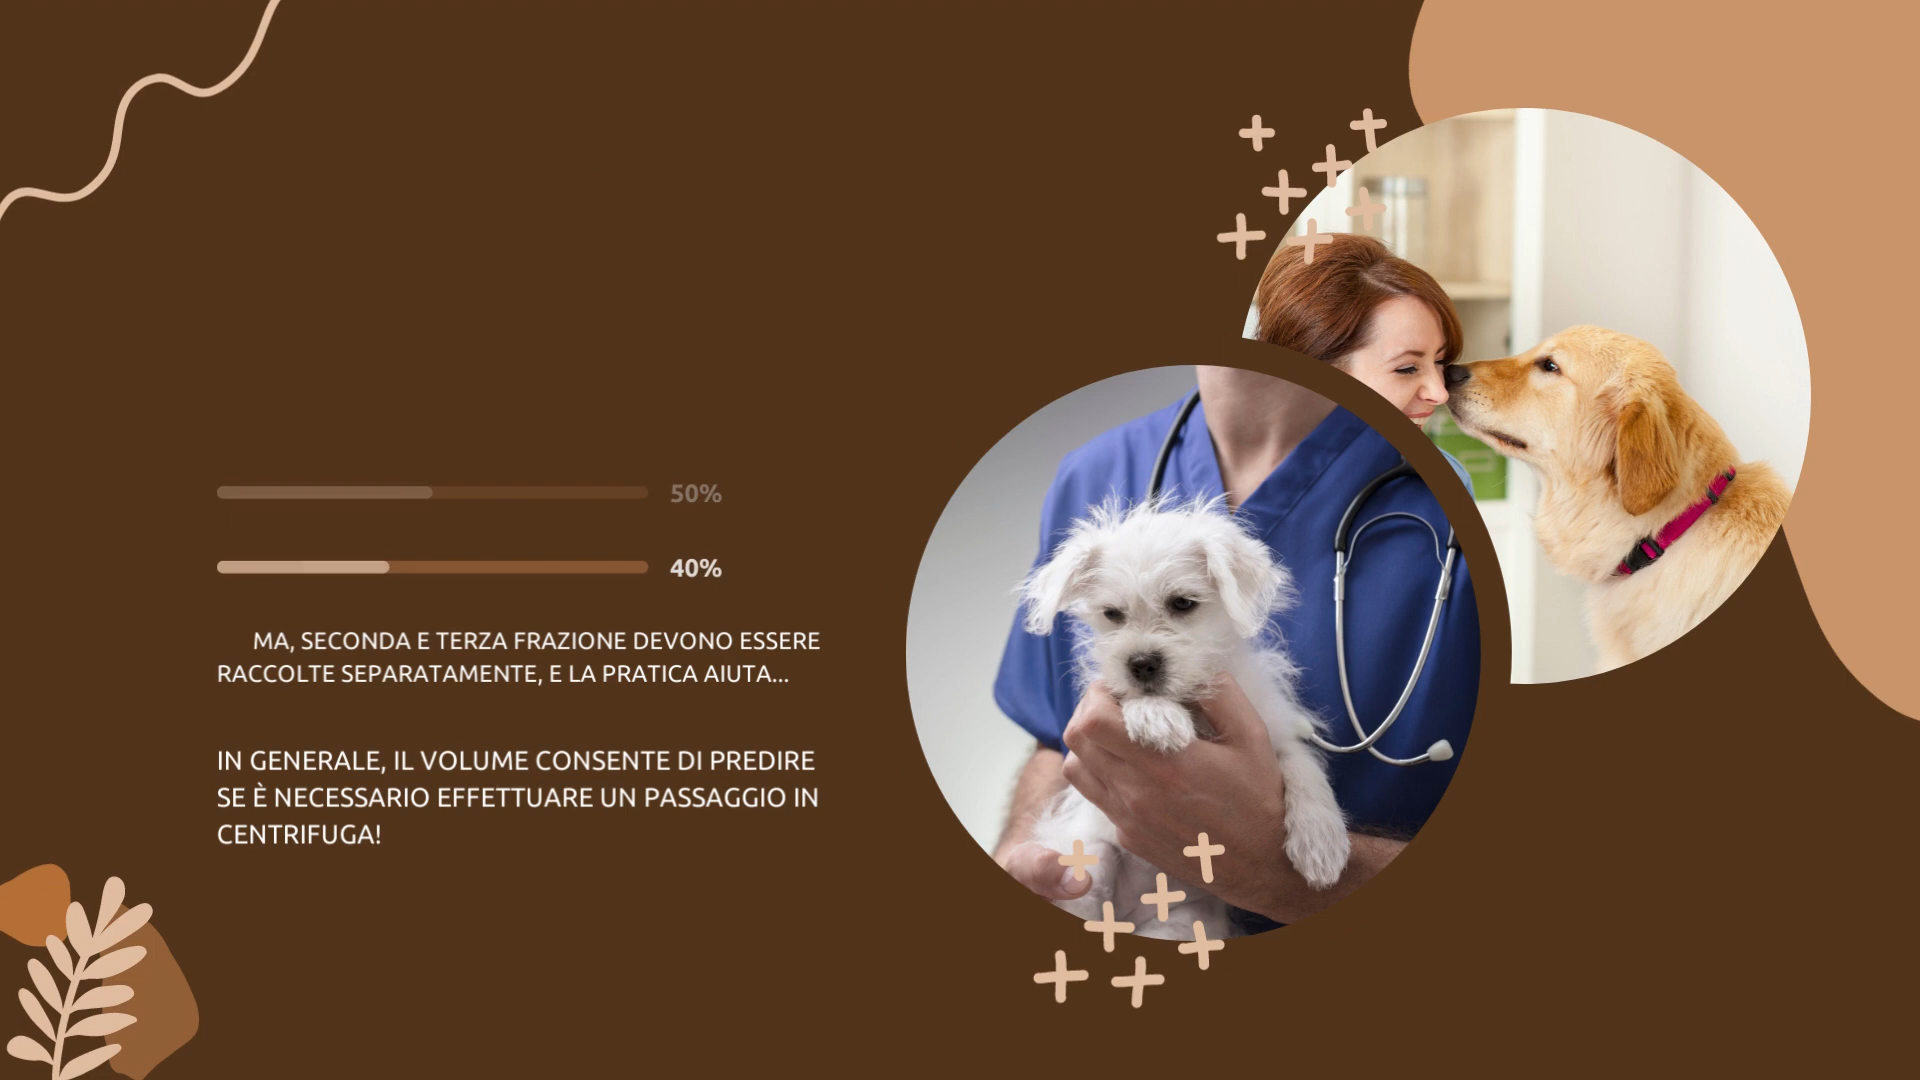 50%
40%
MA, SECONDA E TERZA FRAZIONE DEVONO ESSERE
RACCOLTE SEPARATAMENTE, E LA PRATICA AIUTA...
IN GENERALE, IL VOLUME CONSENTE DI PREDIRE
SE È NECESSARIO EFFETTUARE UN PASSAGGIO IN
CENTRIFUGA!